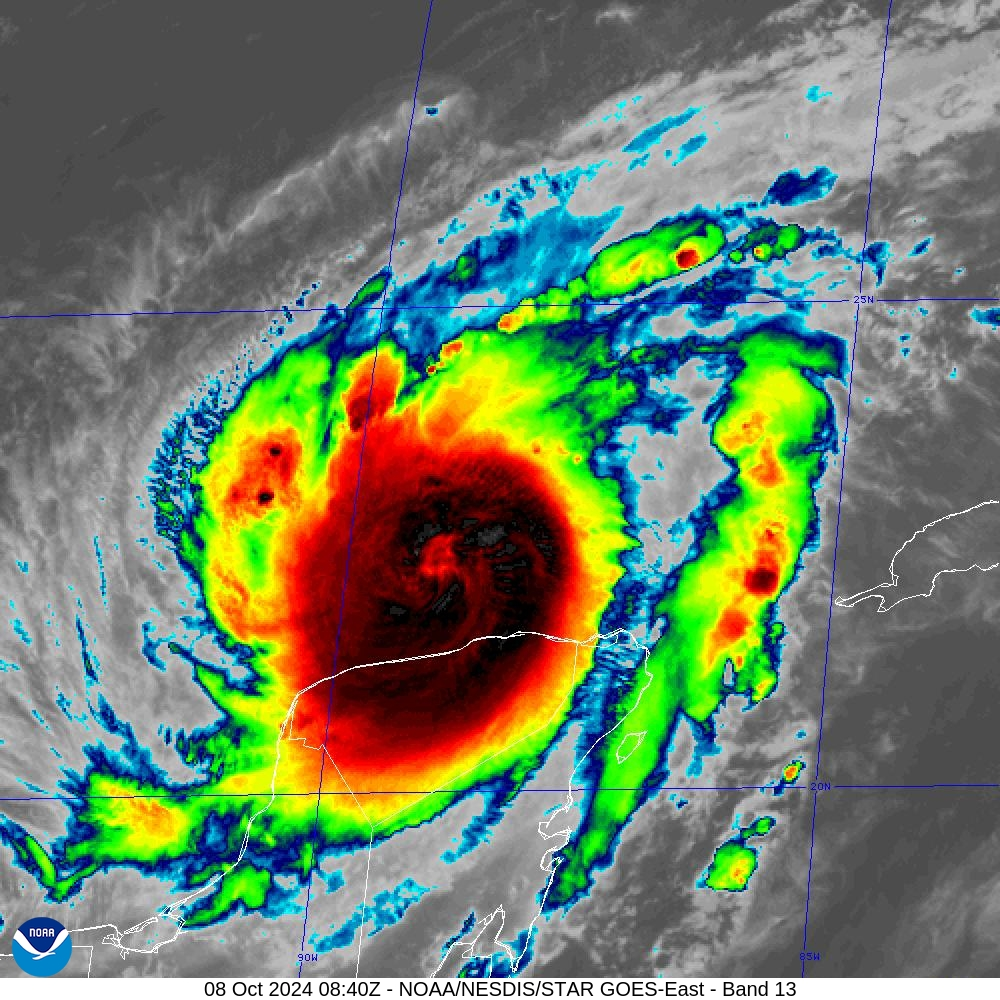 25N
20N
NOAA
90W
85W
08 Oct 2024 08:40Z - NOAA/NESDIS/STAR GOES-East - Band 13